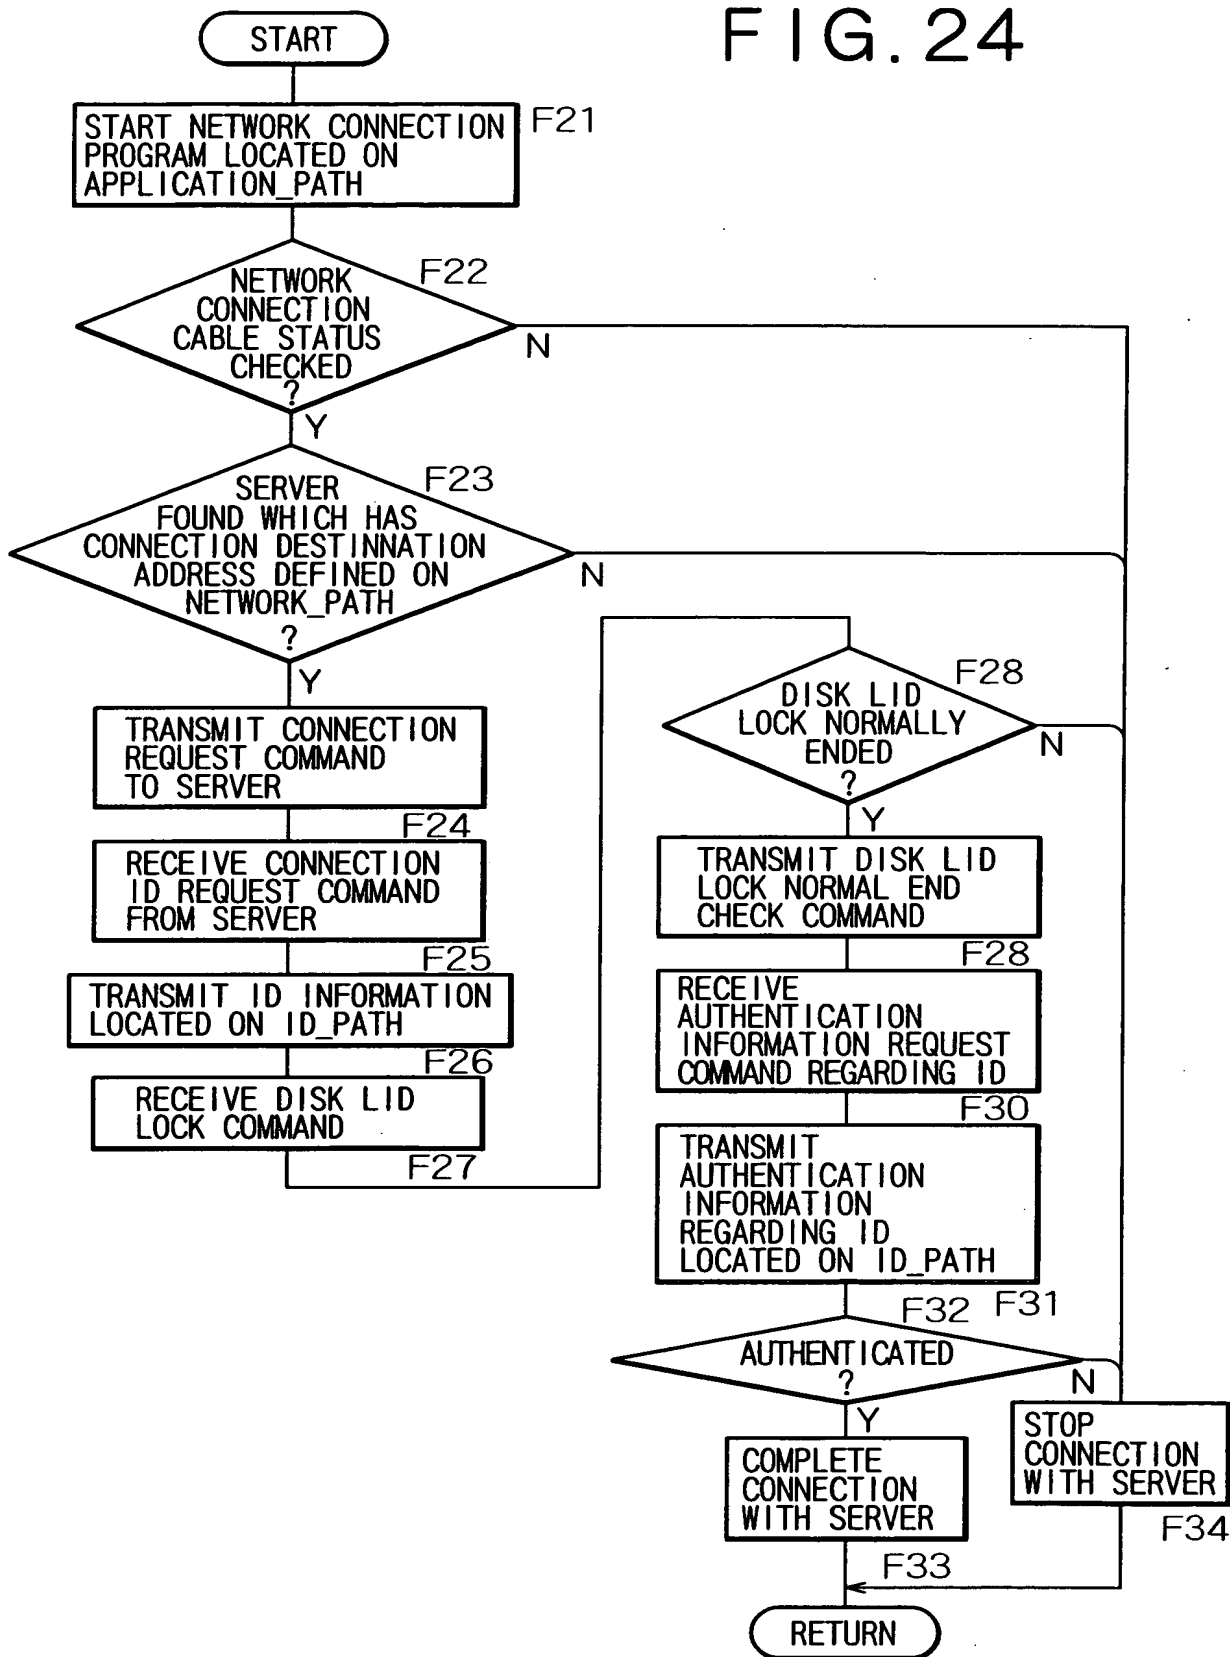 FIG. 24
START
START NETWORK CONNECTION
PROGRAM LOCATED ON
APPLICATION_PATH
F21
NETWORK
CONNECTION
CABLE STATUS
CHECKED
?
F22
N
Y
SERVER
FOUND WHICH HAS
CONNECTION DESTINNATION
ADDRESS DEFINED ON
NETWORK_PATH
?
F23
N
Y
TRANSMIT CONNECTION
REQUEST COMMAND
TO SERVER
F24
RECEIVE CONNECTION
ID REQUEST COMMAND
FROM SERVER
F25
TRANSMIT ID INFORMATION
LOCATED ON ID_PATH
F26
RECEIVE DISK LID
LOCK COMMAND
F27
DISK LID
LOCK NORMALLY
ENDED
?
F28
N
Y
TRANSMIT DISK LID
LOCK NORMAL END
CHECK COMMAND
F28
RECEIVE
AUTHENTICATION
INFORMATION REQUEST
COMMAND REGARDING ID
F30
TRANSMIT
AUTHENTICATION
INFORMATION
REGARDING ID
LOCATED ON ID_PATH
F31
F32
AUTHENTICATED
?
N
Y
COMPLETE
CONNECTION
WITH SERVER
F33
STOP
CONNECTION
WITH SERVER
F34
RETURN